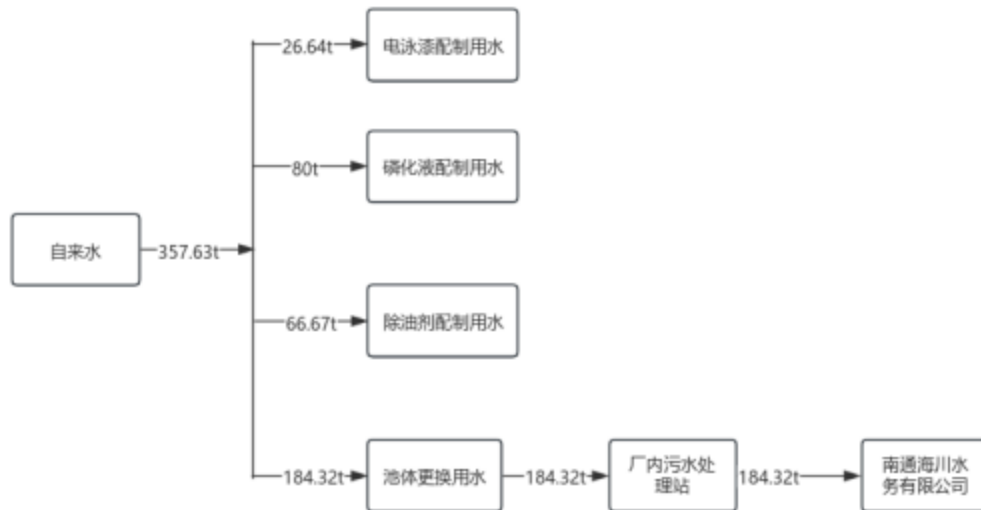 26.64t
电泳漆配制用水
80t
磷化液配制用水
自来水
357.63t
66.67t
除油剂配制用水
184.32t
池体更换用水
184.32t
厂内污水处
理站
184.32t
南通海川水
务有限公司